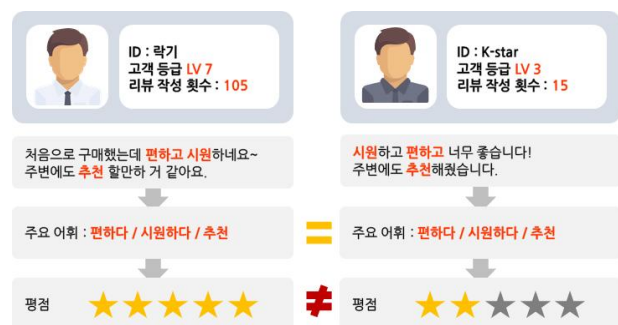 ID : 락기
고객 등급 LV 7
리뷰 작성 횟수 : 105
처음으로 구매했는데 편하고 시원하네요~
주변에도 추천 할만하 거 같아요.
주요 어휘 : 편하다 / 시원하다 / 추천
평점
ID : K-star
고객 등급 LV 3
리뷰 작성 횟수 : 15
시원하고 편하고 너무 좋습니다!
주변에도 추천해줬습니다.
주요 어휘 : 편하다 / 시원하다 / 추천
평점